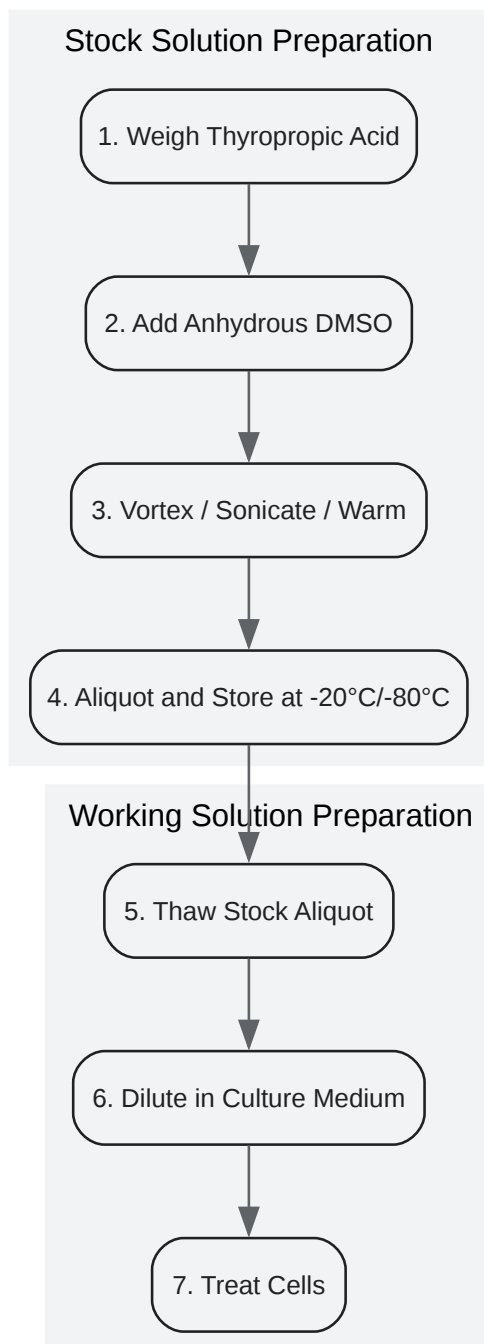 Stock Solution Preparation
1. Weigh Thyropropic Acid
2. Add Anhydrous DMSO
3. Vortex / Sonicate / Warm
4. Aliquot and Store at -20°C/-80°C
Working Solution Preparation
5. Thaw Stock Aliquot
6. Dilute in Culture Medium
7. Treat Cells